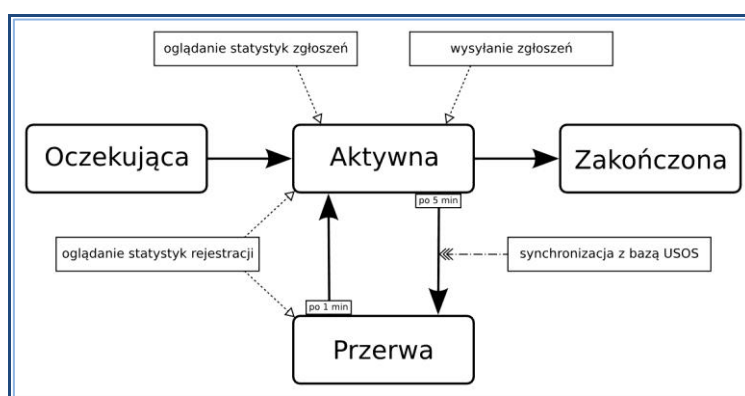 oglądanie statystyk zgłoszeń
wysyłanie zgłoszeń
Oczekująca
Aktywna
Zakończona
po 5 min
oglądanie statystyk rejestracji
synchronizacja z bazą USOS
po 1 min
Przerwa